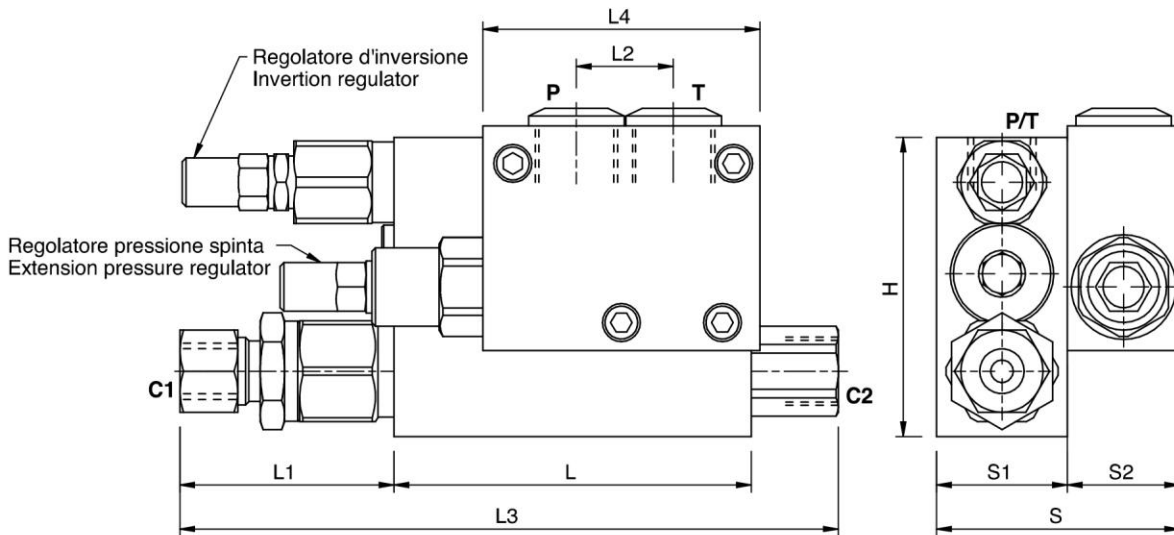 L4
Regolatore d'inversione
Invertion regulator
L2
P
T
P/T
Regolatore pressione spinta
Extension pressure regulator
H
C1
C2
L1
L
S1
S2
L3
S